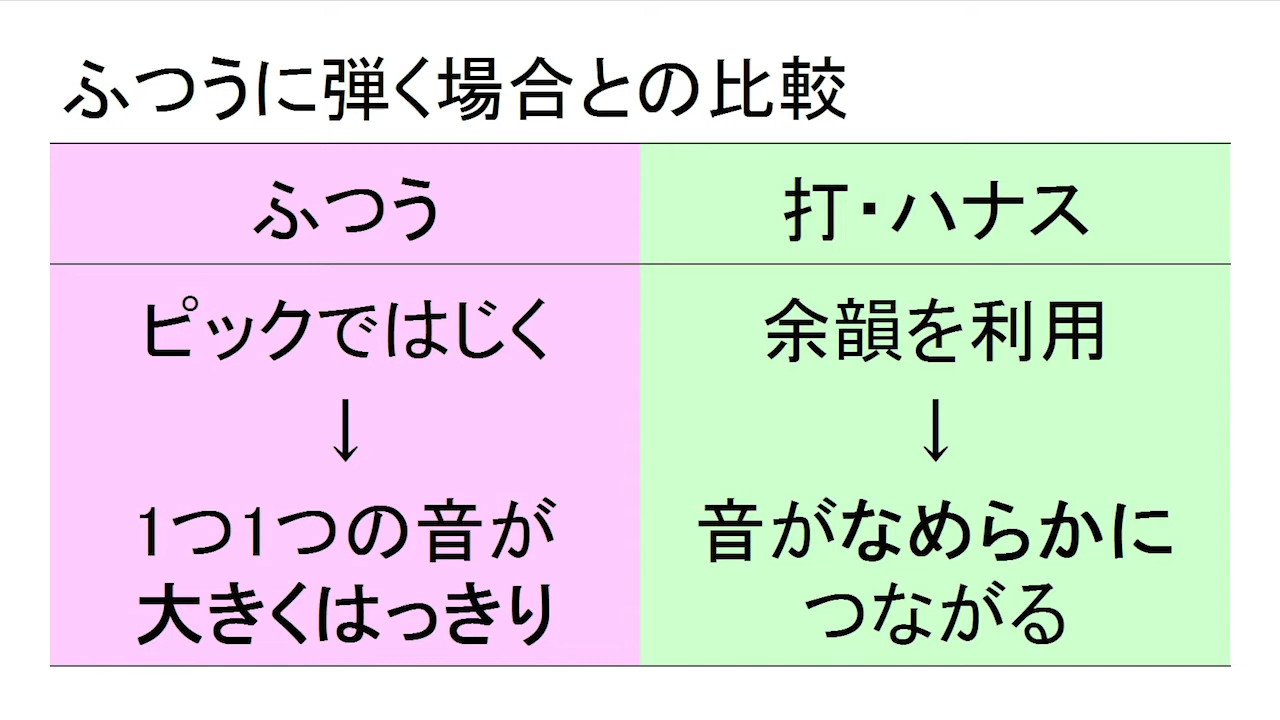 ふつうに弾く場合との比較
ふつう
打・ハナス
ピックではじく
↓
1つ1つの音が
大きくはっきり
余韻を利用
↓
音がなめらかに
つながる